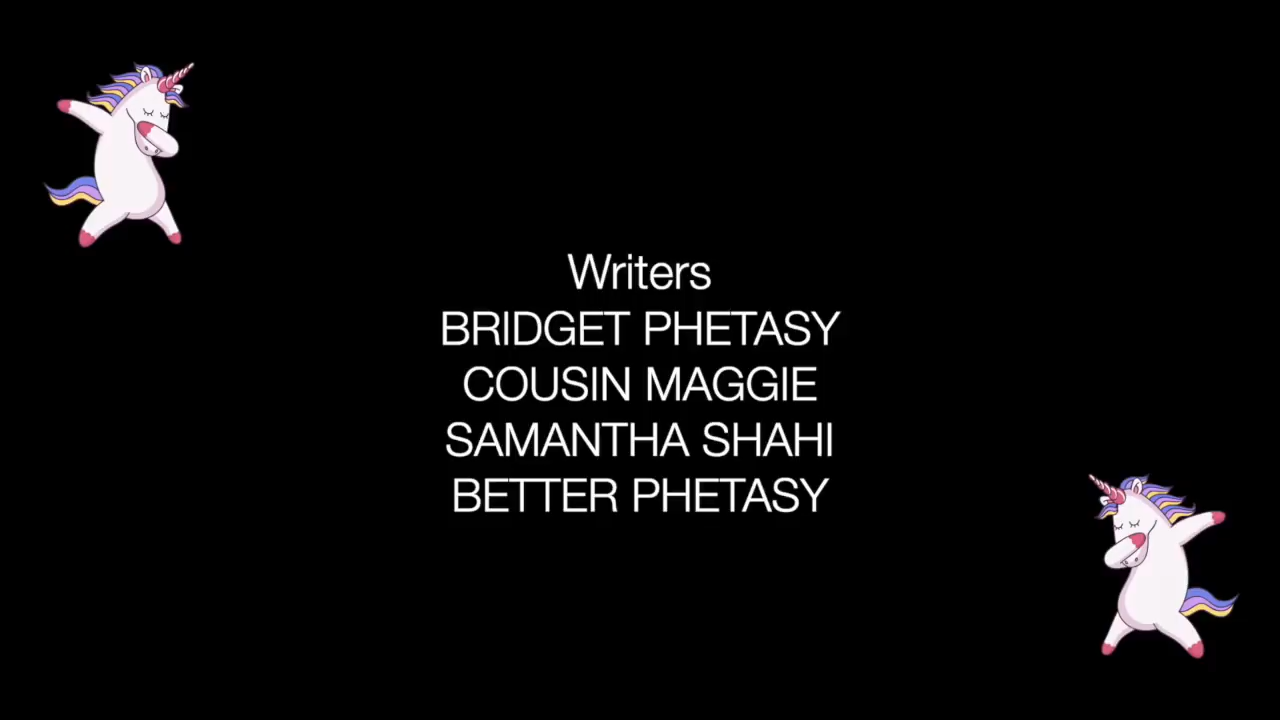 Writers
BRIDGET PHETASY
COUSIN MAGGIE
SAMANTHA SHAHI
BETTER PHETASY